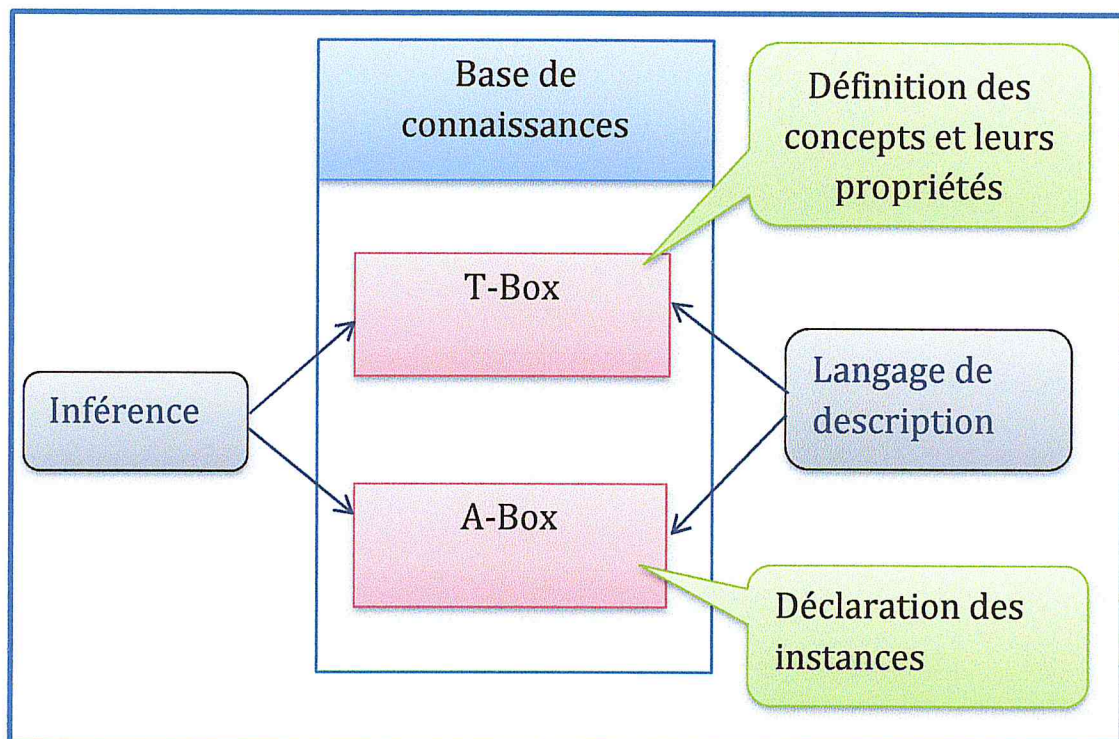 Base de
connaissances
Définition des
concepts et leurs
propriétés
T-Box
Inférence
Langage de
description
A-Box
Déclaration des
instances